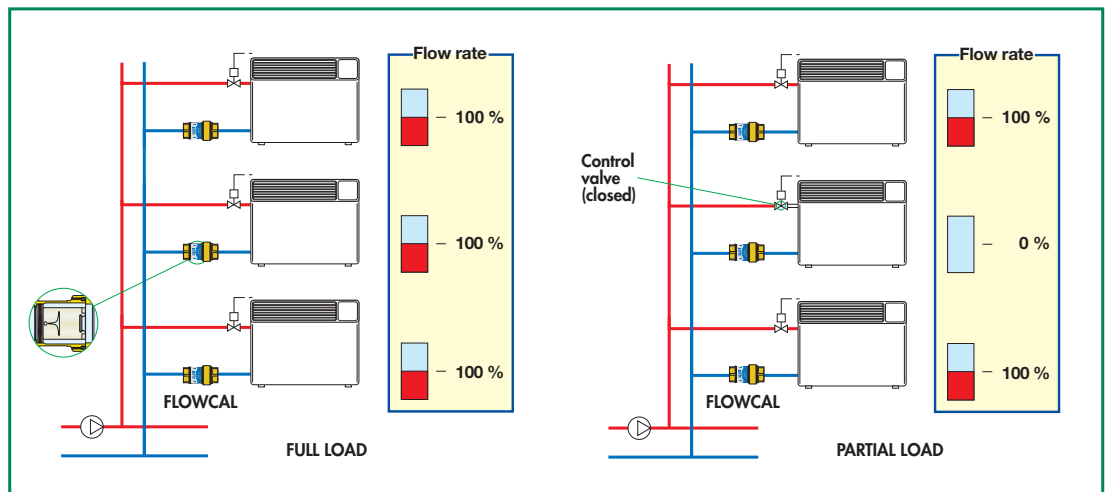 Flow rate
100 %
100 %
100 %
FLOWCAL
FULL LOAD
Flow rate
100 %
Control
valve
(closed)
0 %
100 %
FLOWCAL
PARTIAL LOAD